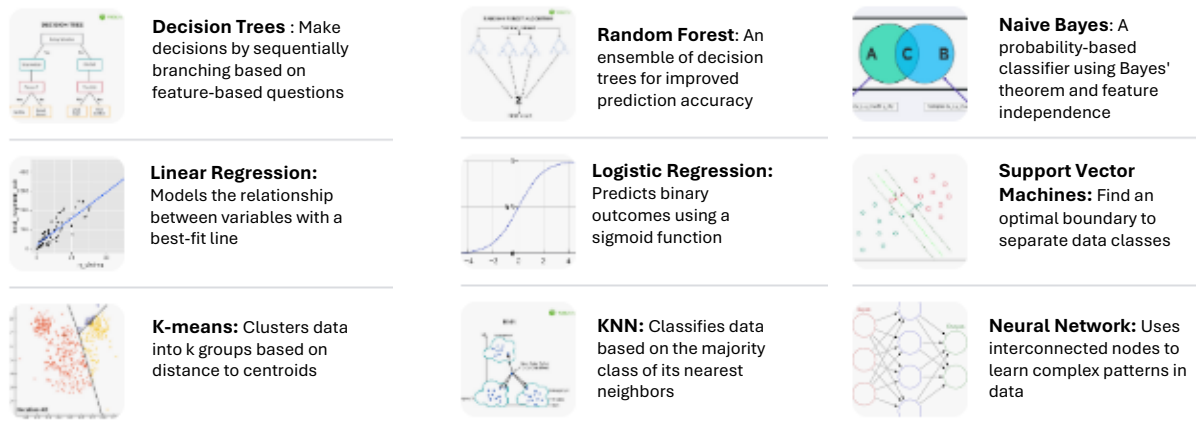 Decision Trees : Make
decisions by sequentially
branching based on
feature-based questions
Random Forest: An
ensemble of decision
trees for improved
prediction accuracy
Naive Bayes: A
probability-based
classifier using Bayes'
theorem and feature
independence
DECISION TREES
A
C
B
Linear Regression:
Models the relationship
between variables with a
best-fit line
Logistic Regression:
Predicts binary
outcomes using a
sigmoid function
-4
-2
0
2
4
Support Vector
Machines: Find an
optimal boundary to
separate data classes
K-means: Clusters data
into k groups based on
distance to centroids
KNN: Classifies data
based on the majority
class of its nearest
neighbors
Neural Network: Uses
interconnected nodes to
learn complex patterns in
data